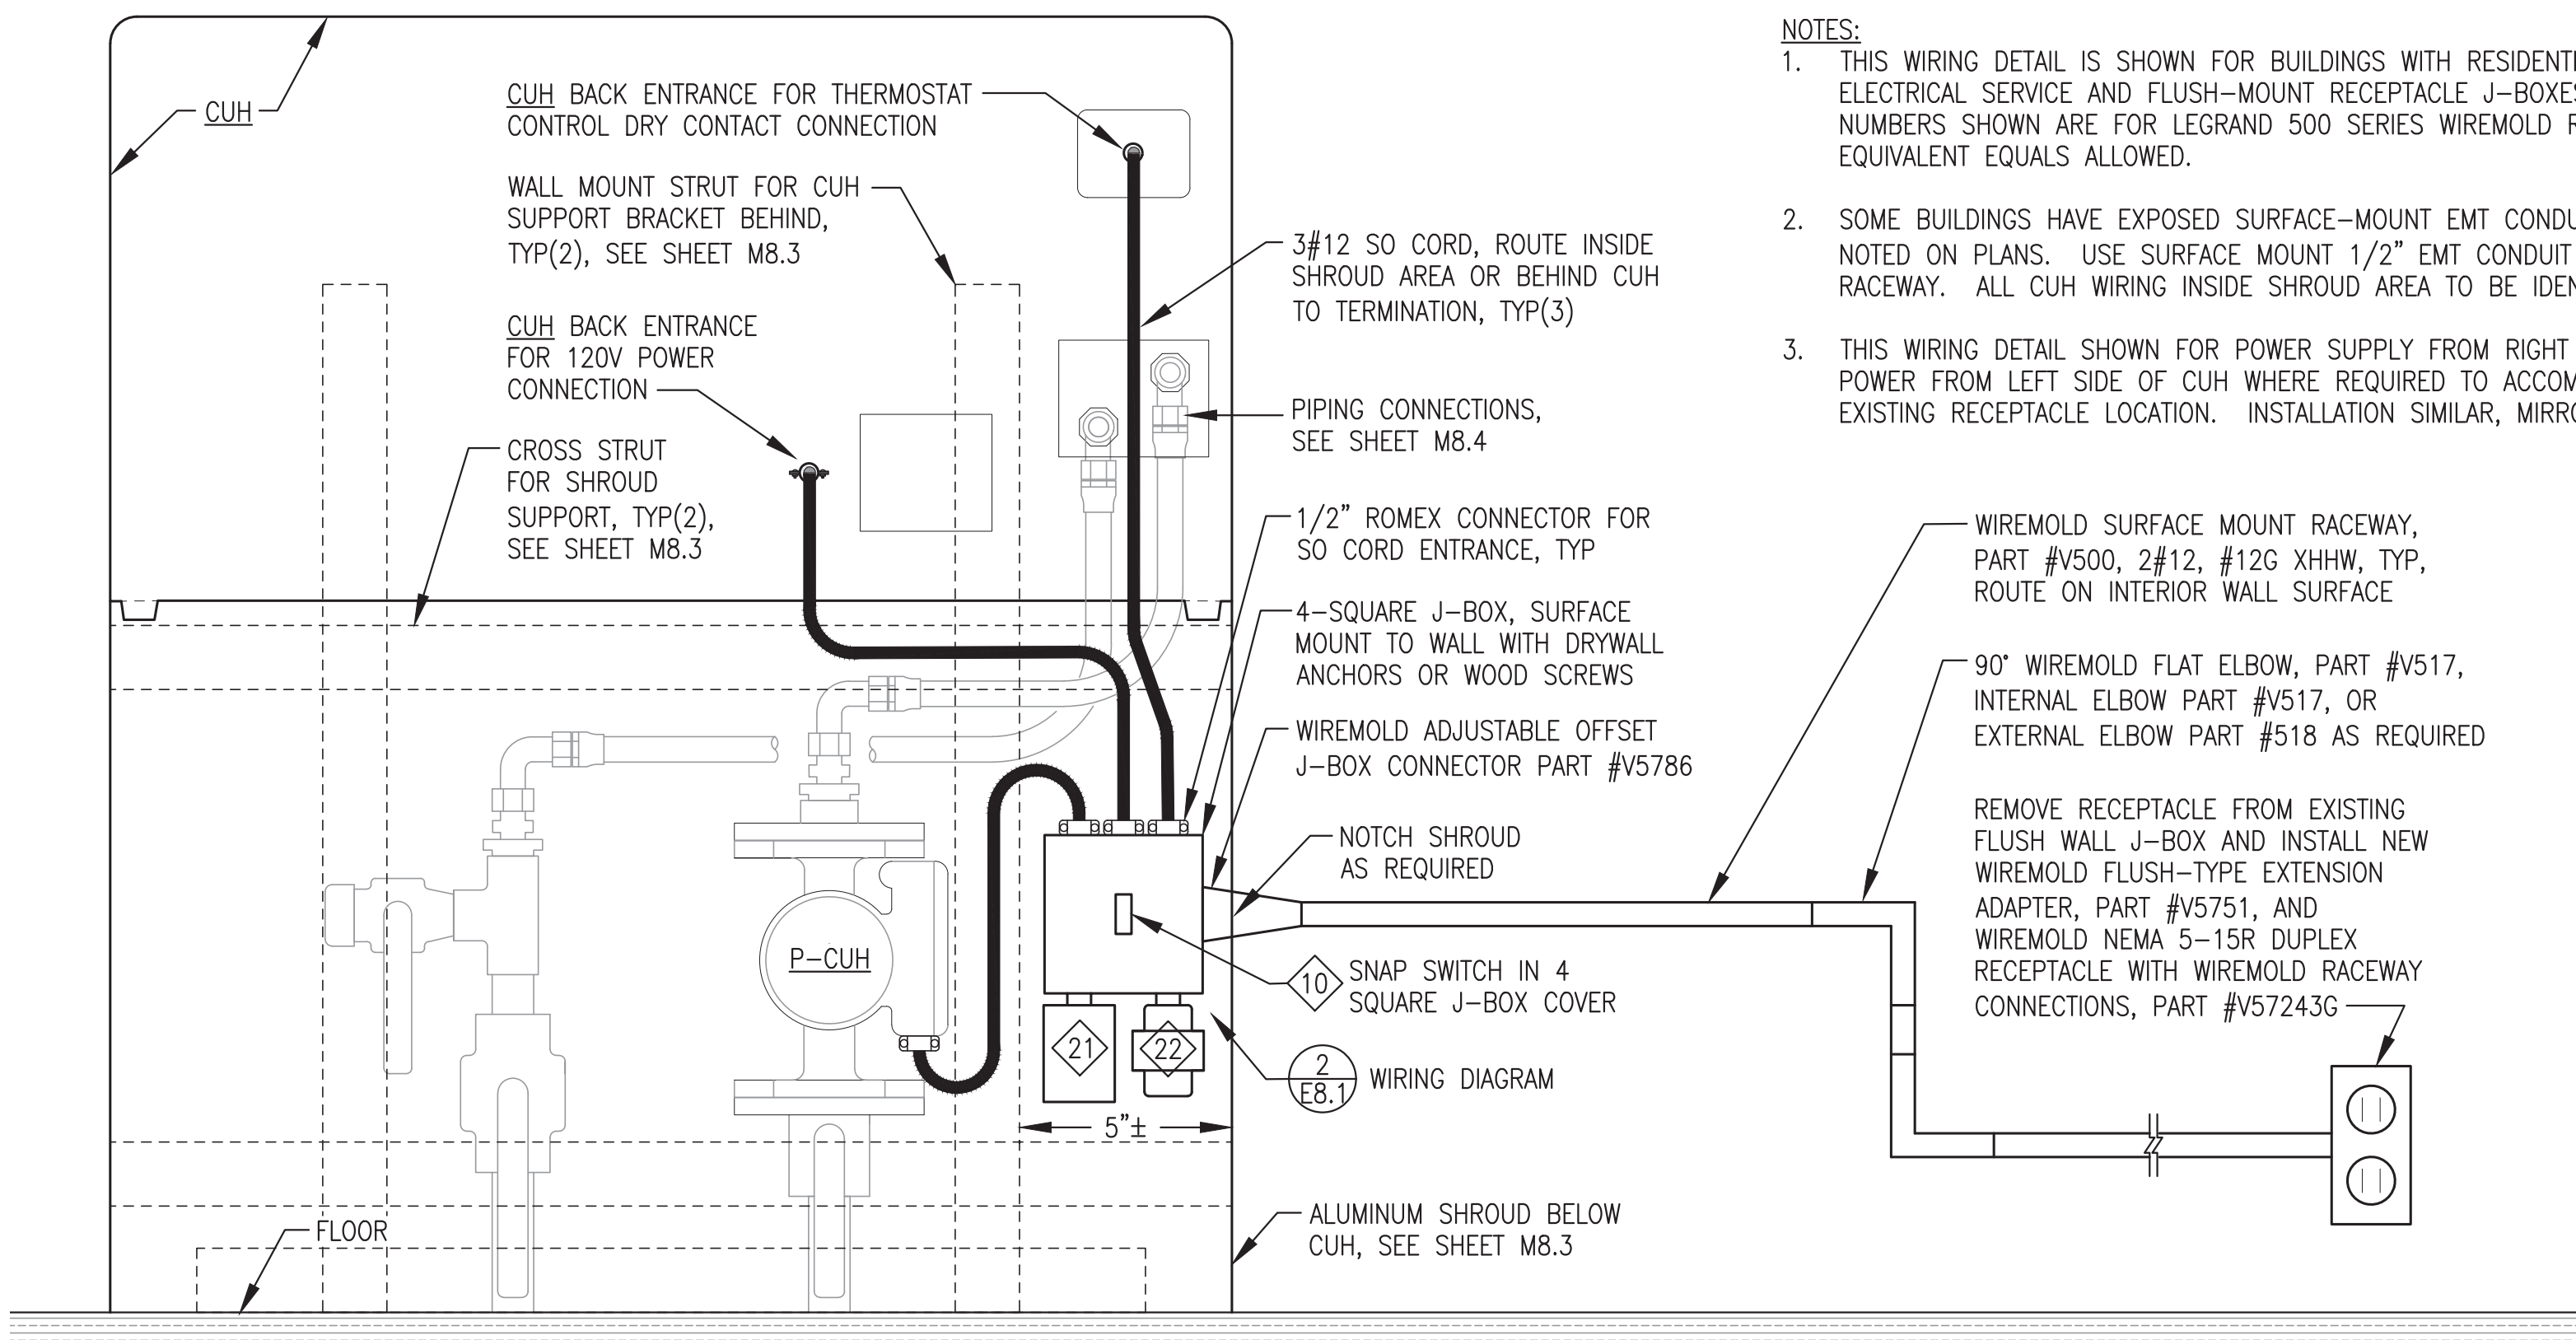 CUH
CUH BACK ENTRANCE FOR THERMOSTAT
CONTROL DRY CONTACT CONNECTION
WALL MOUNT STRUT FOR CUH
SUPPORT BRACKET BEHIND,
TYP(2), SEE SHEET M8.3
CUH BACK ENTRANCE
FOR 120V POWER
CONNECTION
CROSS STRUT
FOR SHROUD
SUPPORT, TYP(2),
SEE SHEET M8.3
3#12 SO CORD, ROUTE INSIDE
SHROUD AREA OR BEHIND CUH
TO TERMINATION, TYP(3)
PIPING CONNECTIONS,
SEE SHEET M8.4
1/2" ROMEX CONNECTOR FOR
SO CORD ENTRANCE, TYP
4-SQUARE J-BOX, SURFACE
MOUNT TO WALL WITH DRYWALL
ANCHORS OR WOOD SCREWS
WIREMOLD ADJUSTABLE OFFSET
J-BOX CONNECTOR PART #V5786
NOTCH SHROUD
AS REQUIRED
10 SNAP SWITCH IN 4
SQUARE J-BOX COVER
2
E8.1
WIRING DIAGRAM
P-CUH
21
22
5"±
ALUMINUM SHROUD BELOW
CUH, SEE SHEET M8.3
FLOOR
NOTES:
1. THIS WIRING DETAIL IS SHOWN FOR BUILDINGS WITH
ELECTRICAL SERVICE AND FLUSH-MOUNT RECEPTACLE
NUMBERS SHOWN ARE FOR LEGRAND 500 SERIES WIREMOLD
EQUIVALENT EQUALS ALLOWED.
2. SOME BUILDINGS HAVE EXPOSED SURFACE-MOUNT EMT
NOTED ON PLANS. USE SURFACE MOUNT 1/2" EMT CONDUIT
RACEWAY. ALL CUH WIRING INSIDE SHROUD AREA TO BE
3. THIS WIRING DETAIL SHOWN FOR POWER SUPPLY FROM RIGHT
POWER FROM LEFT SIDE OF CUH WHERE REQUIRED TO
EXISTING RECEPTACLE LOCATION. INSTALLATION SIMILAR,
WIREMOLD SURFACE MOUNT RACEWAY,
PART #V500, 2#12, #12G XHHW, TYP,
ROUTE ON INTERIOR WALL SURFACE
90° WIREMOLD FLAT ELBOW, PART #V517,
INTERNAL ELBOW PART #V517, OR
EXTERNAL ELBOW PART #518 AS REQUIRED
REMOVE RECEPTACLE FROM EXISTING
FLUSH WALL J-BOX AND INSTALL NEW
WIREMOLD FLUSH-TYPE EXTENSION
ADAPTER, PART #V5751, AND
WIREMOLD NEMA 5-15R DUPLEX
RECEPTACLE WITH WIREMOLD RACEWAY
CONNECTIONS, PART #V57243G